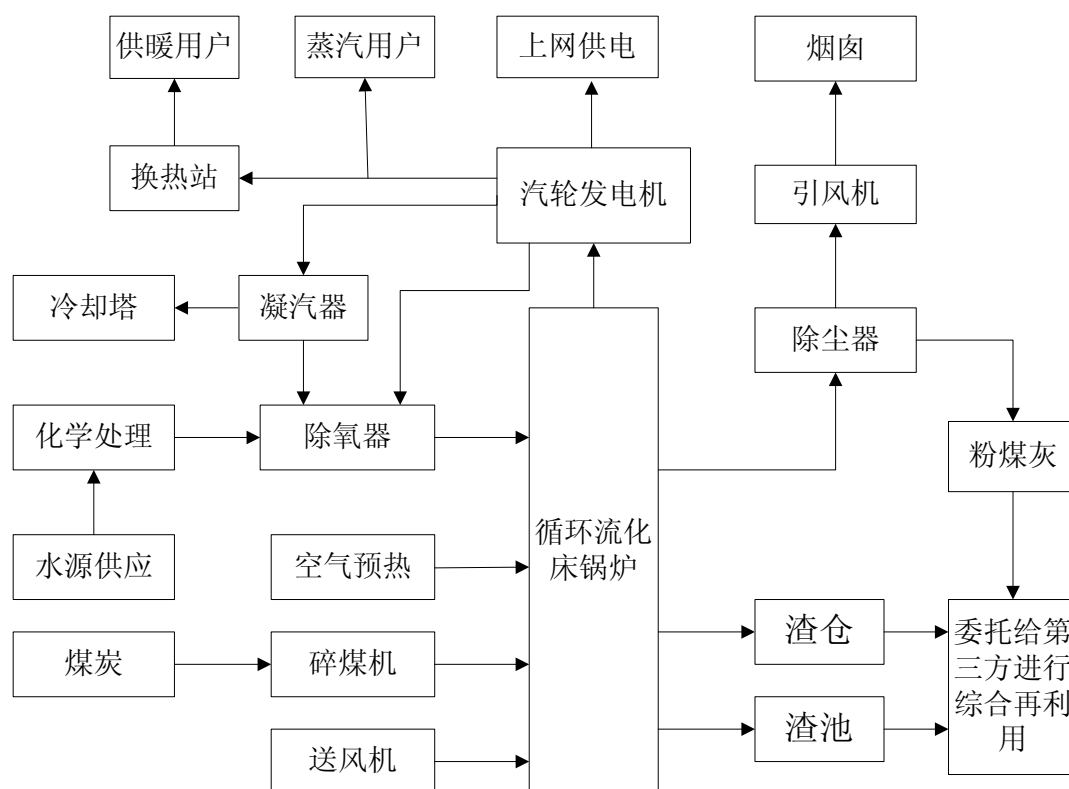 供暖用户
蒸汽用户
上网供电
烟囱
换热站
汽轮发电机
引风机
冷却塔
凝汽器
除尘器
化学处理
除氧器
粉煤灰
水源供应
空气预热
循环流化
床锅炉
煤炭
碎煤机
渣仓
委托给第
三方进行
综合再利
用
送风机
渣池